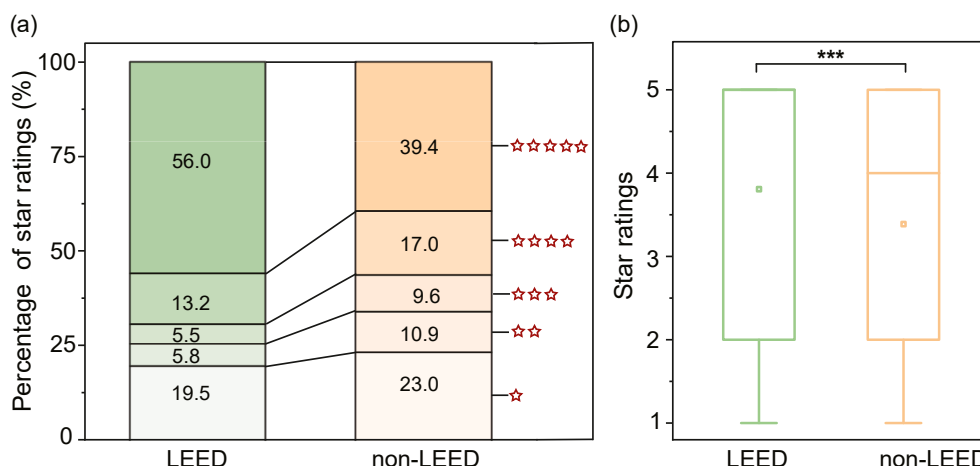 (a)
Percentage of star ratings (%)
100
75
50
25
0
56.0
13.2
5.5
5.8
19.5
39.4
17.0
9.6
10.9
23.0
LEED
non-LEED
(b)
Star ratings
5
4
3
2
1
***
LEED
non-LEED